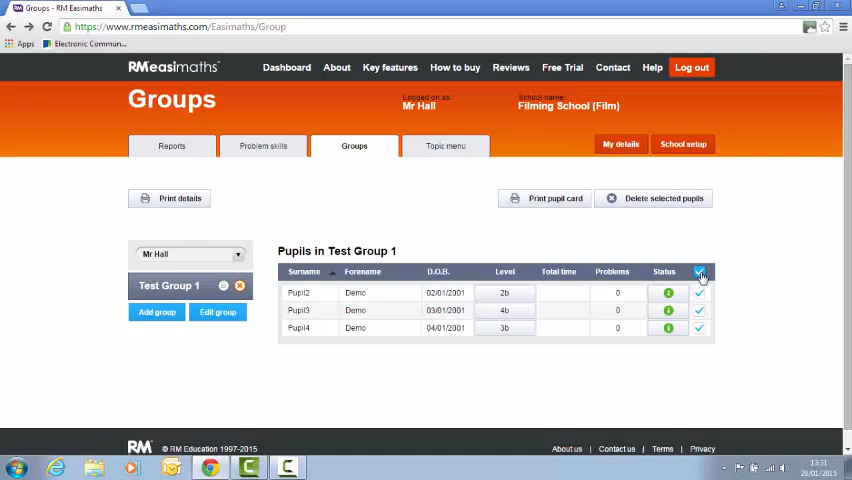 Groups - RM Easimaths
https://www.rmeasimaths.com/Easimaths/Group
Apps Electronic Commun...
RMeasimaths Dashboard About Key features How to buy Reviews Free Trial Contact Help Log out
Groups
Logged on as:
Mr Hall
School name:
Filming School (Film)
Reports Problem skills Groups Topic menu My details School setup
Print details Print pupil card Delete selected pupils
Mr Hall
Test Group 1
Add group Edit group
Pupils in Test Group 1
Surname Forename D.O.B. Level Total time Problems Status
Pupil2 Demo 02/01/2001 2b 0
Pupil3 Demo 03/01/2001 4b 0
Pupil4 Demo 04/01/2001 3b 0
RM © RM Education 1997-2015 About us Contact us Terms Privacy
13:31
28/01/2015